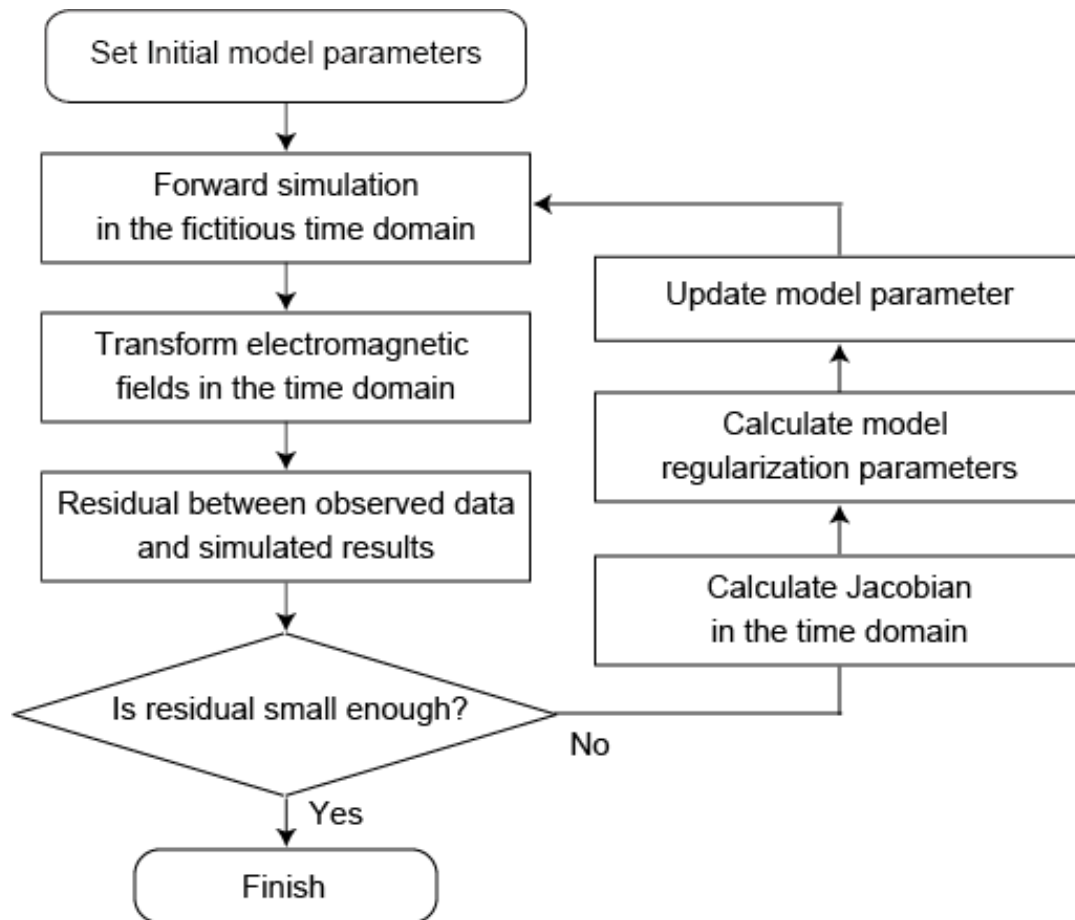 Set Initial model parameters
Forward simulation
in the fictitious time domain
Transform electromagnetic
fields in the time domain
Residual between observed data
and simulated results
Is residual small enough?
No
Yes
Finish
Calculate Jacobian
in the time domain
Calculate model
regularization parameters
Update model parameter